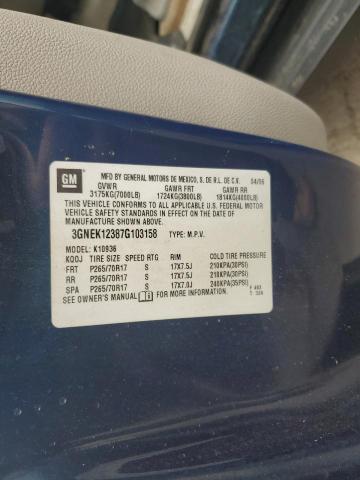 GM
MFD BY GENERAL MOTORS DE MEXICO, S. DE R.L. DE C.V. 04/06
GVWR GAWR FRT GAWR RR
3175KG(7000LB) 1724KG(3800LB) 1814KG(4000LB)
THIS VEHICLE CONFORMS TO ALL APPLICABLE U.S. FEDERAL MOTOR
VEHICLE SAFETY STANDARDS IN EFFECT ON THE DATE OF
MANUFACTURE SHOWN ABOVE.
3GNEK12387G103158 TYPE: M.P.V.
MODEL: K10936
TIRE SIZE SPEED RTG RIM COLD TIRE PRESSURE
FRT P265/70R17 S 17X7.5J 210KPA(30PSI)
RR P265/70R17 S 17X7.5J 210KPA(30PSI)
SPA P265/70R17 S 17X7.0J 240KPA(35PSI)
SEE OWNER'S MANUAL FOR MORE INFORMATION.